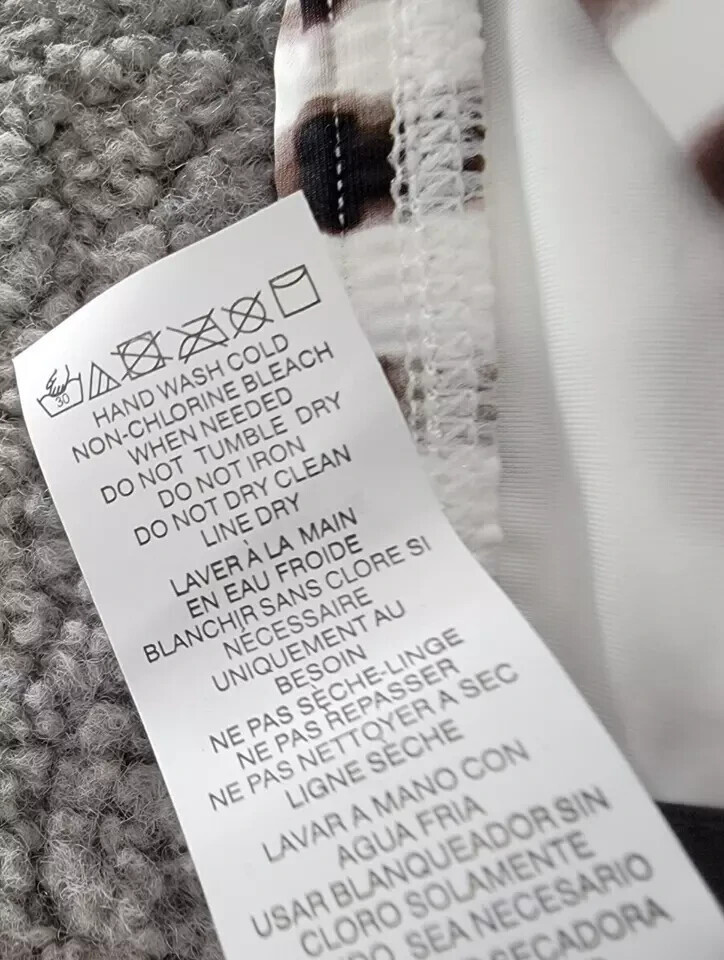 30
HAND WASH COLD
NON-CHLORINE BLEACH
WHEN NEEDED
DO NOT TUMBLE DRY
DO NOT IRON
DO NOT DRY CLEAN
LINE DRY
LAVER À LA MAIN
EN EAU FROIDE
BLANCHIR SANS CLORE SI
NÉCESSAIRE
UNIQUEMENT AU
BESOIN
NE PAS SÈCHE-LINGE
NE PAS REPASSER
NE PAS NETTOYER A SEC
LIGNE SÈCHE
LAVAR A MANO CON
AGUA FRIA
USAR BLANQUEADOR SIN
CLORO SOLAMENTE
SEA NECESARIO
SECADORA